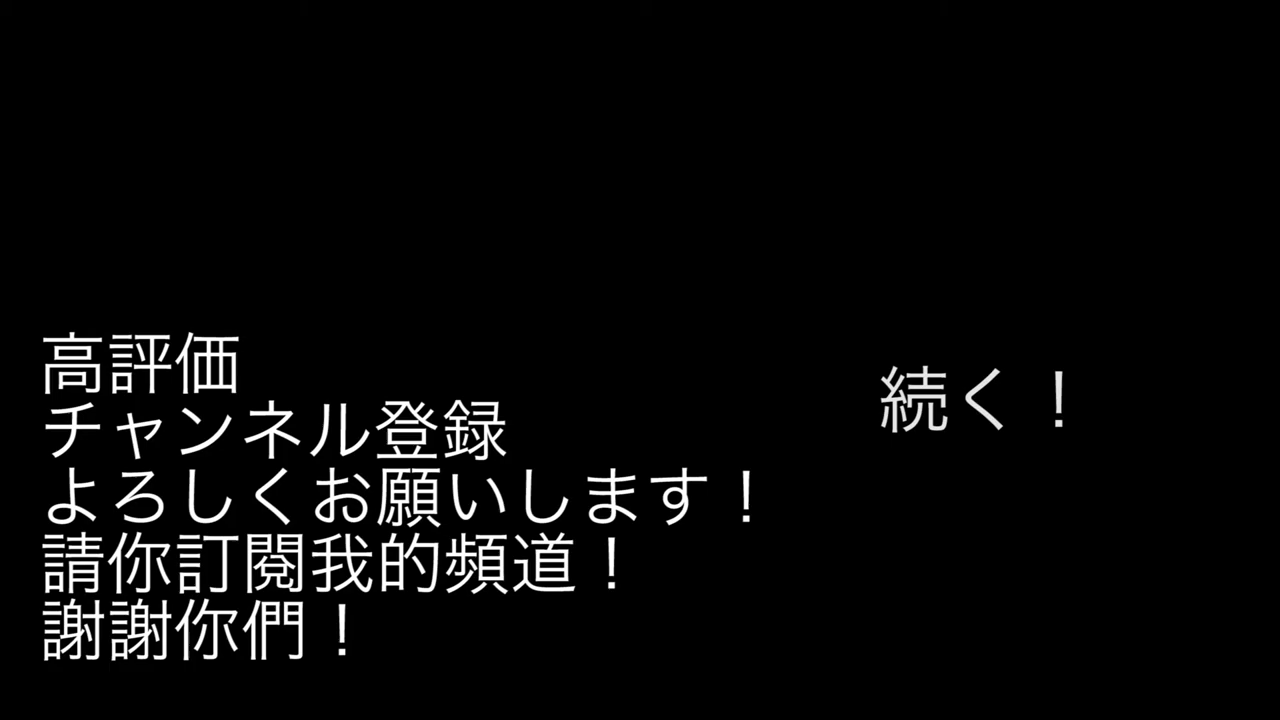 高評価
チャンネル登録
よろしくお願いします！
請你訂閱我的頻道！
謝謝你們！
続く！